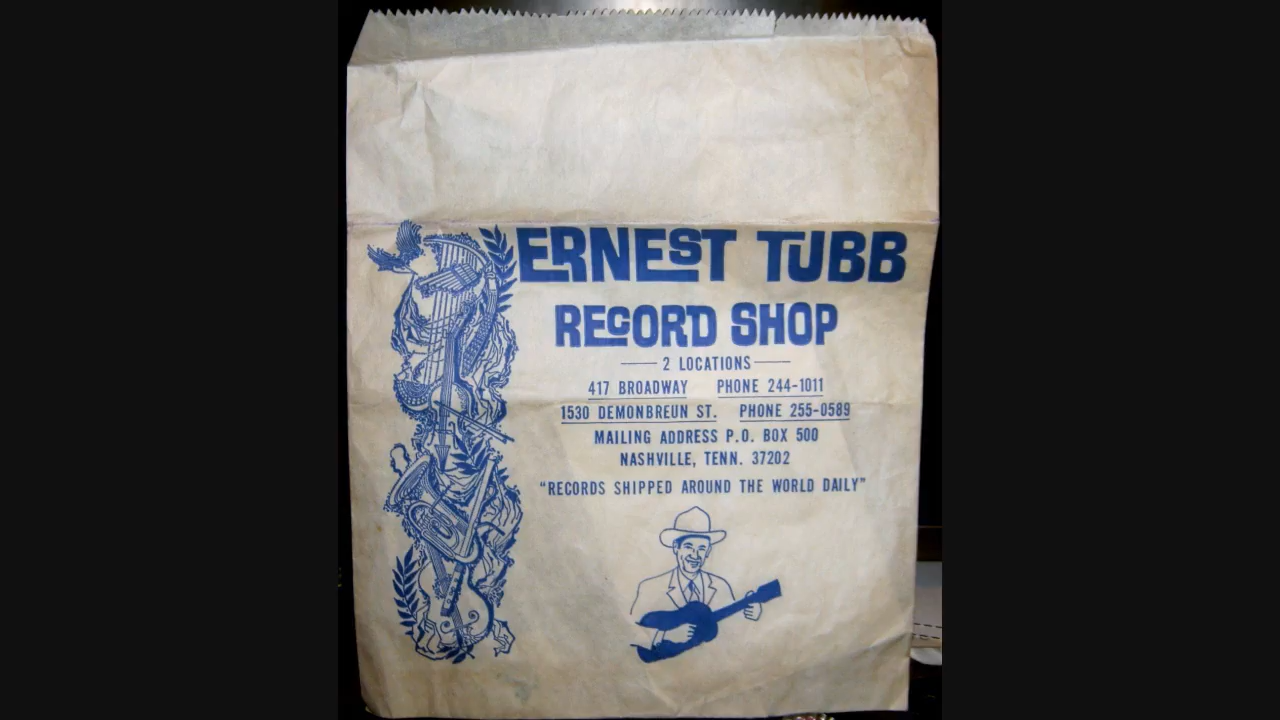 ERNEST TUBB
RECORD SHOP
2 LOCATIONS
417 BROADWAY PHONE 244-1011
1530 DEMONBREUN ST. PHONE 255-0589
MAILING ADDRESS P.O. BOX 500
NASHVILLE, TENN. 37202
"RECORDS SHIPPED AROUND THE WORLD DAILY"